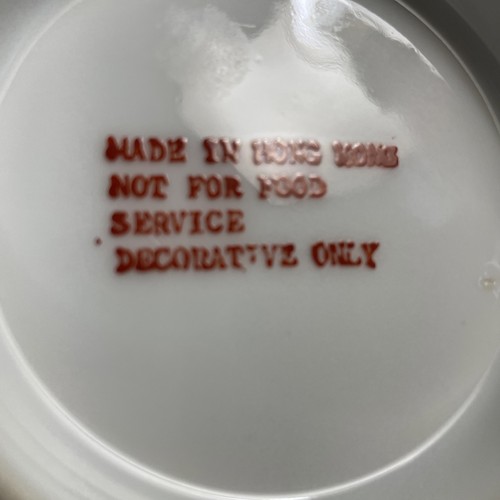 MADE IN HONG KONG
NOT FOR FOOD
SERVICE
DECORATIVE ONLY